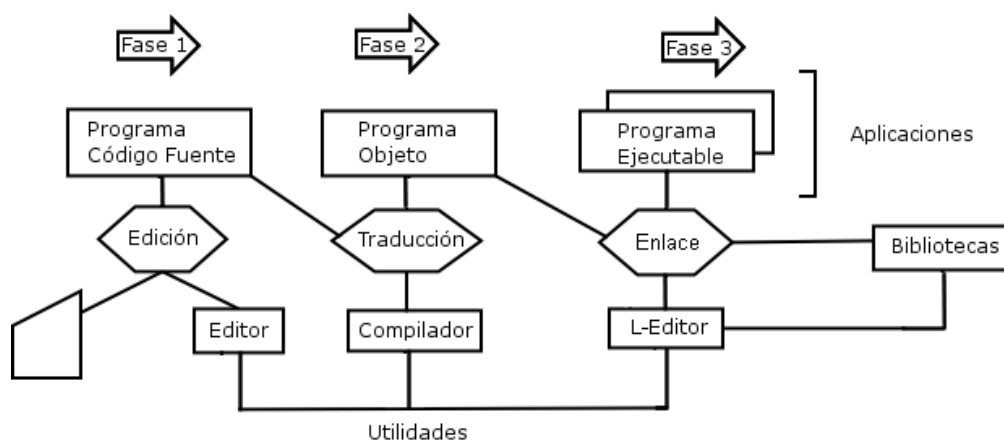 Fase 1
Fase 2
Fase 3
Programa
Código Fuente
Programa
Objeto
Programa
Ejecutable
Aplicaciones
Edición
Traducción
Enlace
Bibliotecas
Editor
Compilador
L-Editor
Utilidades